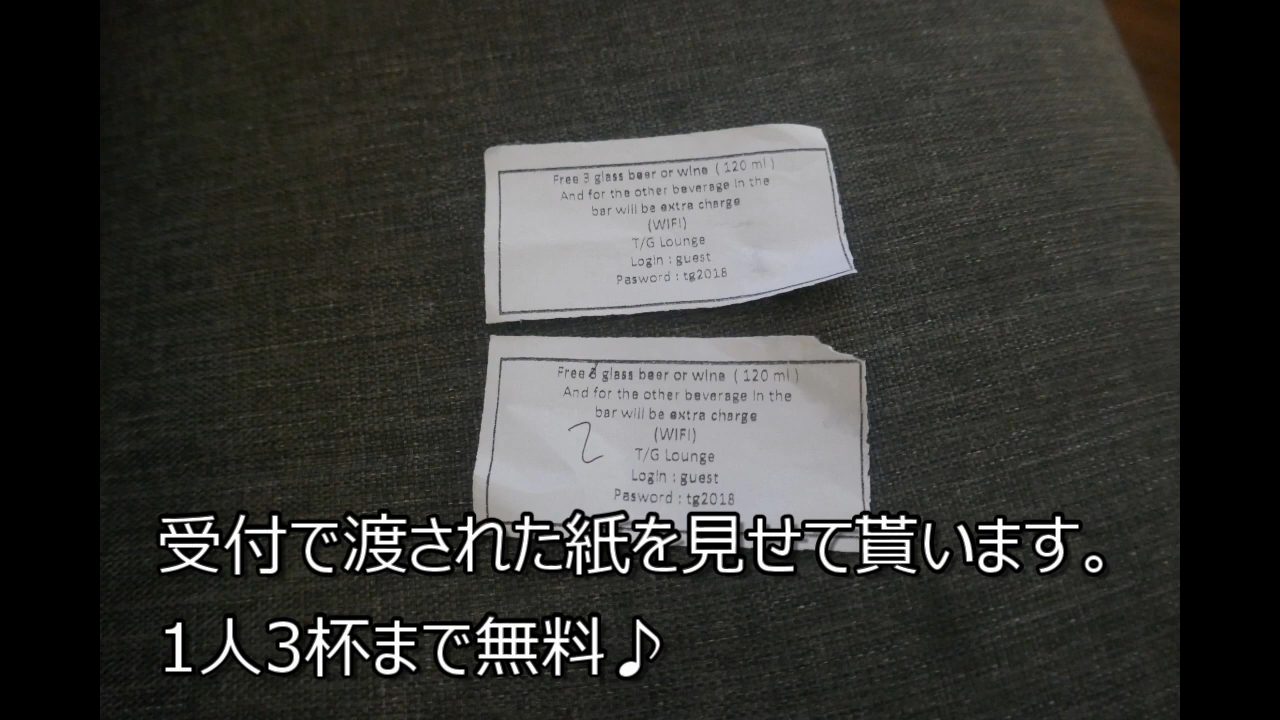 Free 3 glass beer or wine ( 120 ml )
And for the other beverage in the
bar will be extra charge
(WIFI)
T/G Lounge
Login : guest
Pasword : tg2018
Free 3 glass beer or wine ( 120 ml )
And for the other beverage in the
bar will be extra charge
(WIFI)
2
T/G Lounge
Login : guest
Pasword : tg2018
受付で渡された紙を見せて貰います。
1人3杯まで無料♪